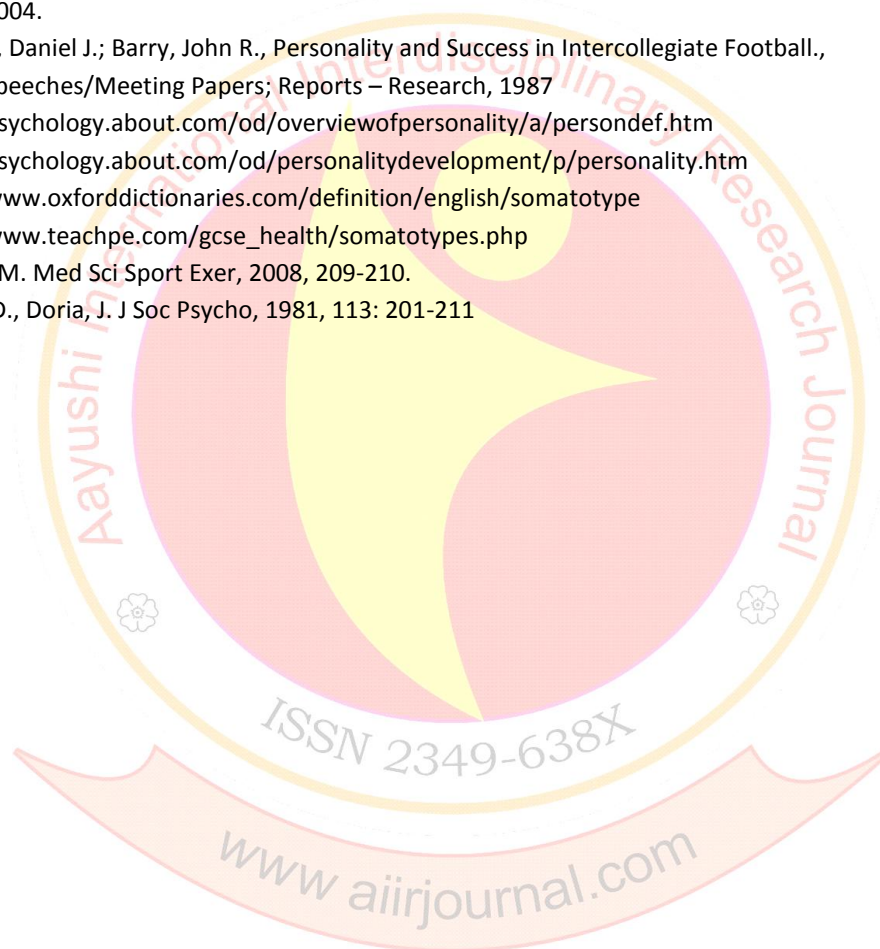 004.
, Daniel J.; Barry, John R., Personality and Success in Intercollegiate Football.,
peeches/Meeting Papers; Reports – Research, 1987
sychology.about.com/od/overviewofpersonality/a/persondef.htm
sychology.about.com/od/personalitydevelopment/p/personality.htm
www.oxforddictionaries.com/definition/english/somatotype
www.teachpe.com/gcse_health/somatotypes.php
M. Med Sci Sport Exer, 2008, 209-210.
D., Doria, J. J Soc Psycho, 1981, 113: 201-211
Aayushi International Interdisciplinary Research Journal
ISSN 2349-638X
www aiirjournal.com